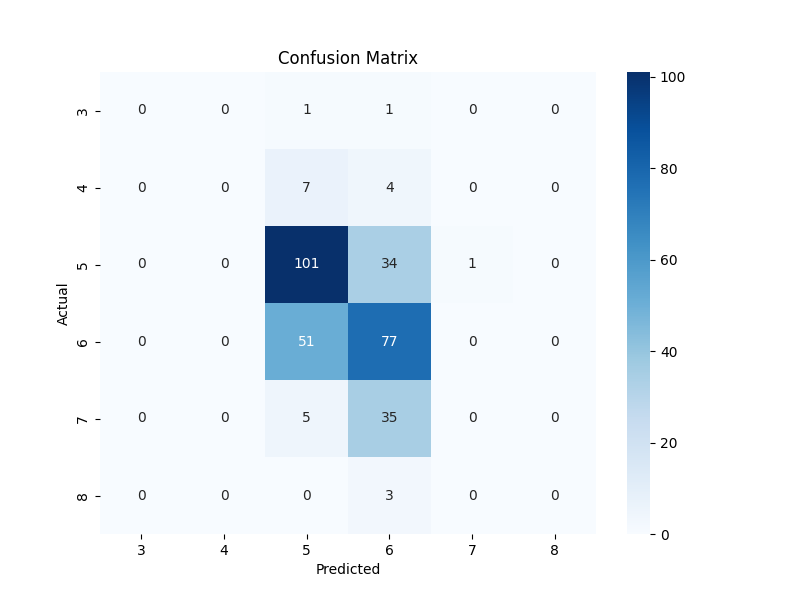 Confusion Matrix
Actual
3 0 0 1 1 0 0
4 0 0 7 4 0 0
5 0 0 101 34 1 0
6 0 0 51 77 0 0
7 0 0 5 35 0 0
8 0 0 0 3 0 0
3 4 5 6 7 8
Predicted
100
80
60
40
20
0